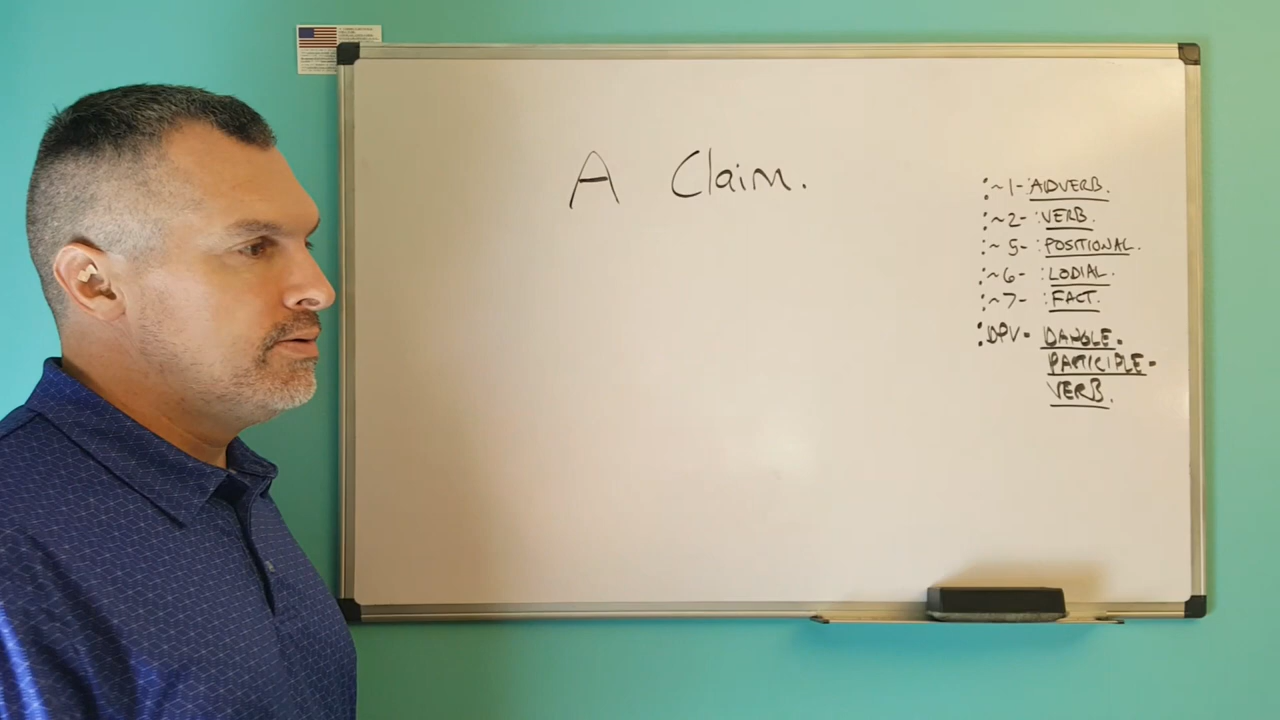 A Claim.
:~1-:ADVERB.
:~2- :VERB.
:~5- :POSITIONAL.
:~6- :LODIAL.
:~7- :FACT.
:DPV- DANGLE-
PARTICIPLE-
VERB.